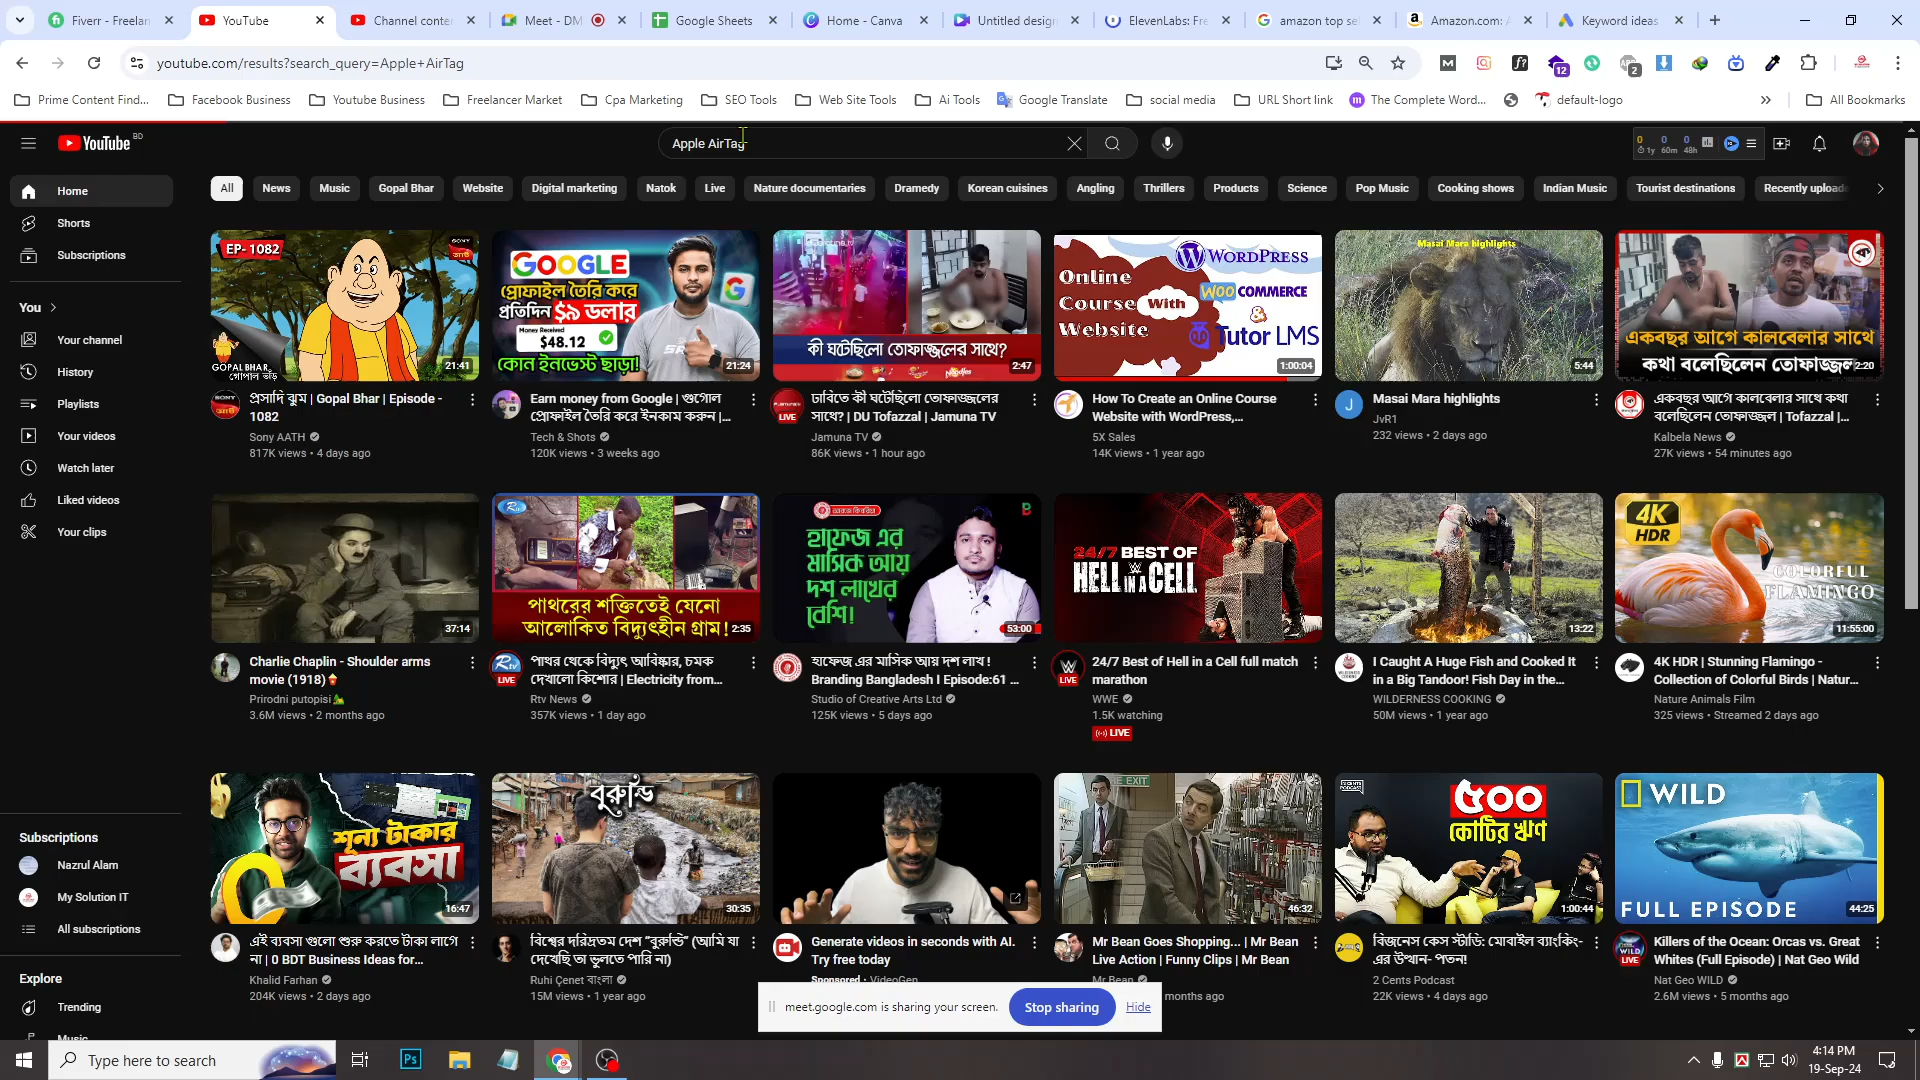 Fiverr - Freelan
YouTube
Channel conte
Meet - DM
Google Sheets
Home - Canva
Untitled design
ElevenLabs: Fre
amazon top se
Amazon.com: A
Keyword ideas
youtube.com/results?search_query=Apple+AirTag
Prime Content Find...
Facebook Business
Youtube Business
Freelancer Market
Cpa Marketing
SEO Tools
Web Site Tools
Ai Tools
Google Translate
social media
URL Short link
The Complete Word...
default-logo
All Bookmarks
YouTube BD
Apple AirTag
Home
Shorts
Subscriptions
You
Your channel
History
Playlists
Your videos
Watch later
Liked videos
Your clips
Subscriptions
Nazrul Alam
My Solution IT
All subscriptions
Explore
Trending
Music
All
News
Music
Gopal Bhar
Website
Digital marketing
Natok
Live
Nature documentaries
Dramedy
Korean cuisines
Angling
Thrillers
Products
Science
Pop Music
Cooking shows
Indian Music
Tourist destinations
Recently uploade
EP- 1082
GOPAL BHAR
গোপাল ভাঁড়
21:41
প্রসাদি ঝুম | Gopal Bhar | Episode -
1082
Sony AATH
817K views • 4 days ago
GOOGLE
প্রোফাইল তৈরি করে
প্রতিদিন $৯ ডলার
Money Received
$48.12
কোন ইনভেস্ট ছাড়া!
21:24
Earn money from Google | গুগোল
প্রোফাইল তৈরি করে ইনকাম করুন |...
Tech & Shots
120K views • 3 weeks ago
কী ঘটেছিলো তোফাজ্জলের সাথে?
2:47
ঢাবিতে কী ঘটেছিলো তোফাজ্জলের
সাথে? | DU Tofazzal | Jamuna TV
LIVE
Jamuna TV
86K views • 1 hour ago
Online
Course With
Website
WORDPRESS
WOO COMMERCE
&
Tutor LMS
1:00:04
How To Create an Online Course
Website with WordPress,...
5X Sales
14K views • 1 year ago
Masai Mara highlights
5:44
Masai Mara highlights
JvR1
232 views • 2 days ago
একবছর আগে কালবেলার সাথে
কথা বলেছিলেন তোফাজ্জল
2:20
একবছর আগে কালবেলার সাথে কথা
বলেছিলেন তোফাজ্জল | Tofazzal |...
Kalbela News
27K views • 54 minutes ago
37:14
Charlie Chaplin - Shoulder arms
movie (1918)
Prirodni putopisi
3.6M views • 2 months ago
পাথরের শক্তিতেই যেনো
আলোকিত বিদ্যুৎহীন গ্রাম!
2:35
পাথর থেকে বিদ্যুৎ আবিষ্কার, চমক
দেখালো কিশোর | Electricity from...
LIVE
Rtv News
357K views • 1 day ago
হাফেজ এর
মাসিক আয়
দশ লাখের
বেশি!
53:00
হাফেজ এর মাসিক আয় দশ লাখ !
Branding Bangladesh I Episode:61 ...
Studio of Creative Arts Ltd
125K views • 5 days ago
24/7 BEST OF
HELL IN A CELL
24/7 Best of Hell in a Cell full match
marathon
LIVE
WWE
1.5K watching
LIVE
13:22
I Caught A Huge Fish and Cooked It
in a Big Tandoor! Fish Day in the...
WILDERNESS COOKING
50M views • 1 year ago
4K
HDR
COLORFUL
FLAMINGO
11:55:00
4K HDR | Stunning Flamingo -
Collection of Colorful Birds | Natur...
Nature Animals Film
325 views • Streamed 2 days ago
শূন্য টাকার
ব্যবসা
16:47
এই ব্যবসা গুলো শুরু করতে টাকা লাগে
না | 0 BDT Business Ideas for...
Khalid Farhan
204K views • 2 days ago
বুরুন্ডি
30:35
বিশ্বের দরিদ্রতম দেশ “বুরুন্ডি” (আমি যা
দেখেছি তা ভুলতে পারি নি)
Ruhi Çenet বাংলা
15M views • 1 year ago
Generate videos in seconds with AI.
Try free today
Sponsored • VideoGen
46:32
Mr Bean Goes Shopping... | Mr Bean
Live Action | Funny Clips | Mr Bean
Mr Bean
months ago
৫০০
কোটির ঋণ
1:00:44
বিজনেস কেস স্টাডি: মোবাইল ব্যাংকিং-
এর উত্থান- পতন!
2 Cents Podcast
22K views • 4 days ago
WILD
FULL EPISODE
44:25
Killers of the Ocean: Orcas vs. Great
Whites (Full Episode) | Nat Geo Wild
LIVE
Nat Geo WILD
2.6M views • 5 months ago
meet.google.com is sharing your screen.
Stop sharing
Hide
Type here to search
4:14 PM
19-Sep-24